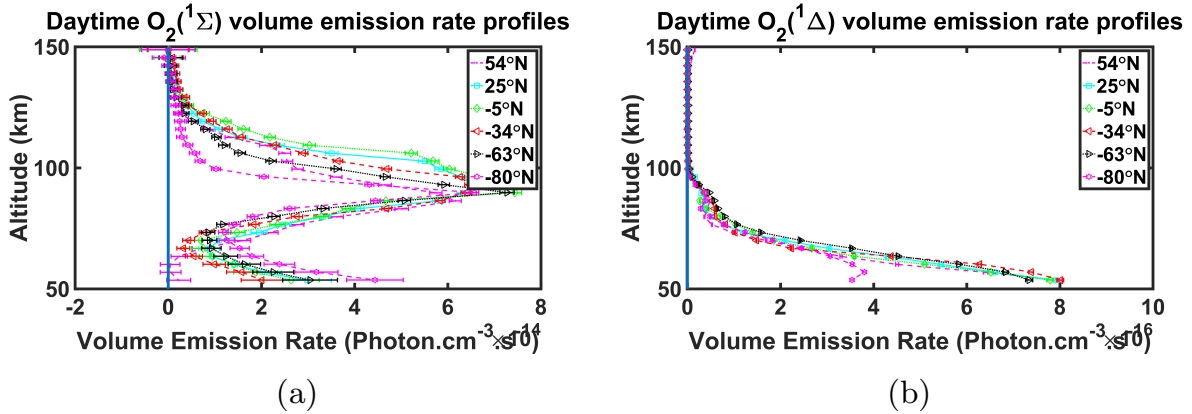 Daytime O2(1Σ) volume emission rate profiles
150
100
50
Altitude (km)
-2 0 2 4 6 8
Volume Emission Rate (Photon.cm-3.s
54°N
25°N
-5°N
-34°N
-63°N
-80°N
(a)
Daytime O2(1Δ) volume emission rate profiles
150
100
50
Altitude (km)
0 2 4 6 8 10
Volume Emission Rate (Photon.cm-3.s
54°N
25°N
-5°N
-34°N
-63°N
-80°N
(b)